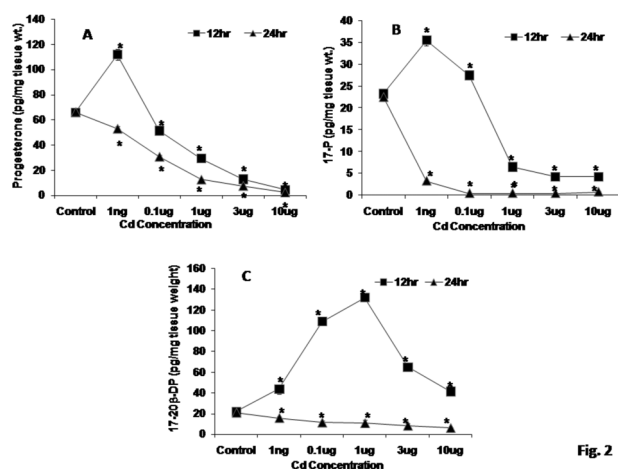 A
12hr 24hr
Progesterone (pg/mg tissue wt.)
140
120
100
80
60
40
20
0
Control 1ng 0.1ug 1ug 3ug 10ug
Cd Concentration
B
12hr 24hr
17-P (pg/mg tissue wt.)
40
35
30
25
20
15
10
5
0
Control 1ng 0.1ug 1ug 3ug 10ug
Cd Concentration
C
12hr 24hr
17-20β-DP (pg/mg tissue weight)
160
140
120
100
80
60
40
20
0
Control 1ng 0.1ug 1ug 3ug 10ug
Cd Concentration
Fig. 2